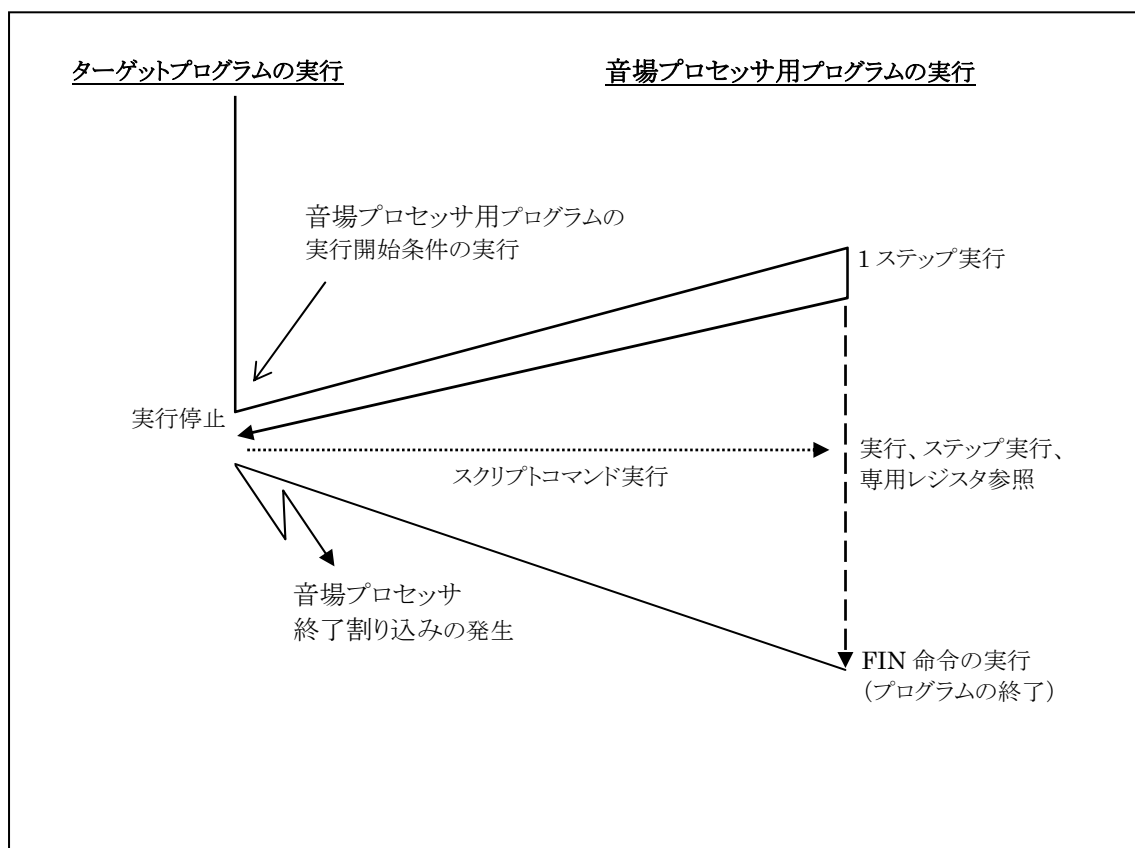 ターゲットプログラムの実行
音場プロセッサ用プログラムの実行
音場プロセッサ用プログラムの
実行開始条件の実行
1 ステップ実行
実行停止
スクリプトコマンド実行
実行、ステップ実行、
専用レジスタ参照
音場プロセッサ
終了割り込みの発生
FIN 命令の実行
(プログラムの終了)